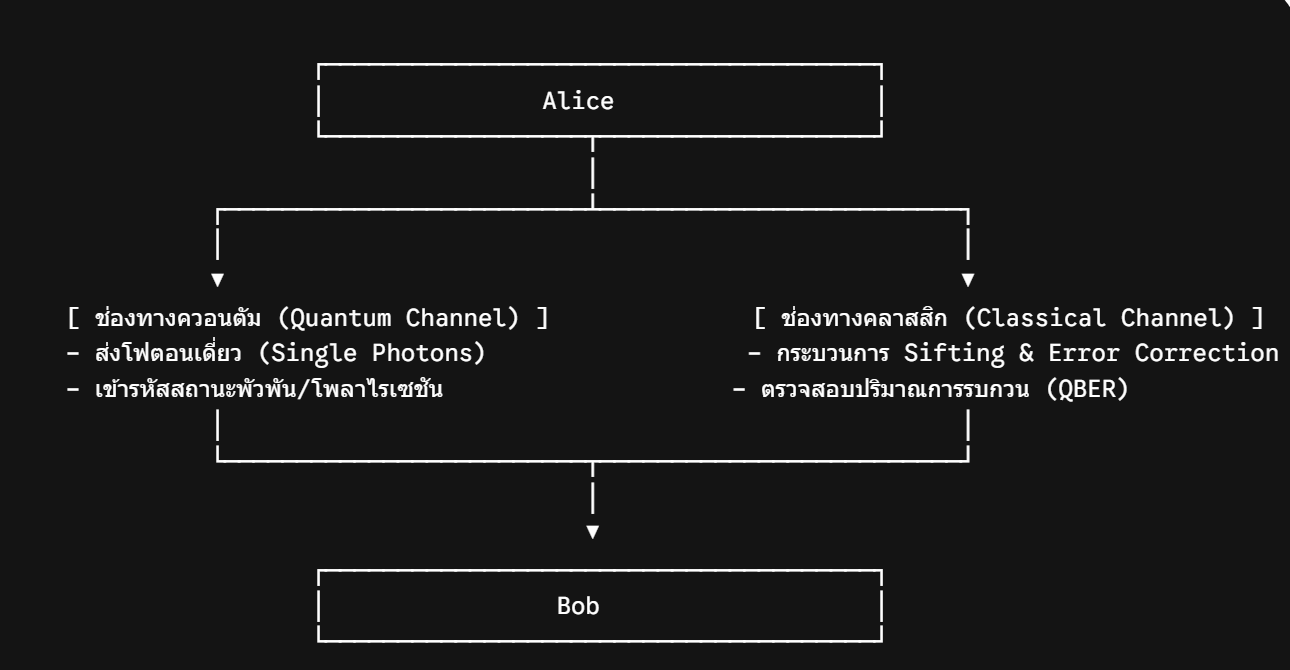 Alice
[ ช่องทางควอนตัม (Quantum Channel) ]
[ ช่องทางคลาสสิก (Classical Channel) ]
- ส่งโฟตอนเดี่ยว (Single Photons)
- กระบวนการ Sifting & Error Correction
- เข้ารหัสสถานะพัวพัน/โพลาไรเซชัน
- ตรวจสอบปริมาณการรบกวน (QBER)
Bob